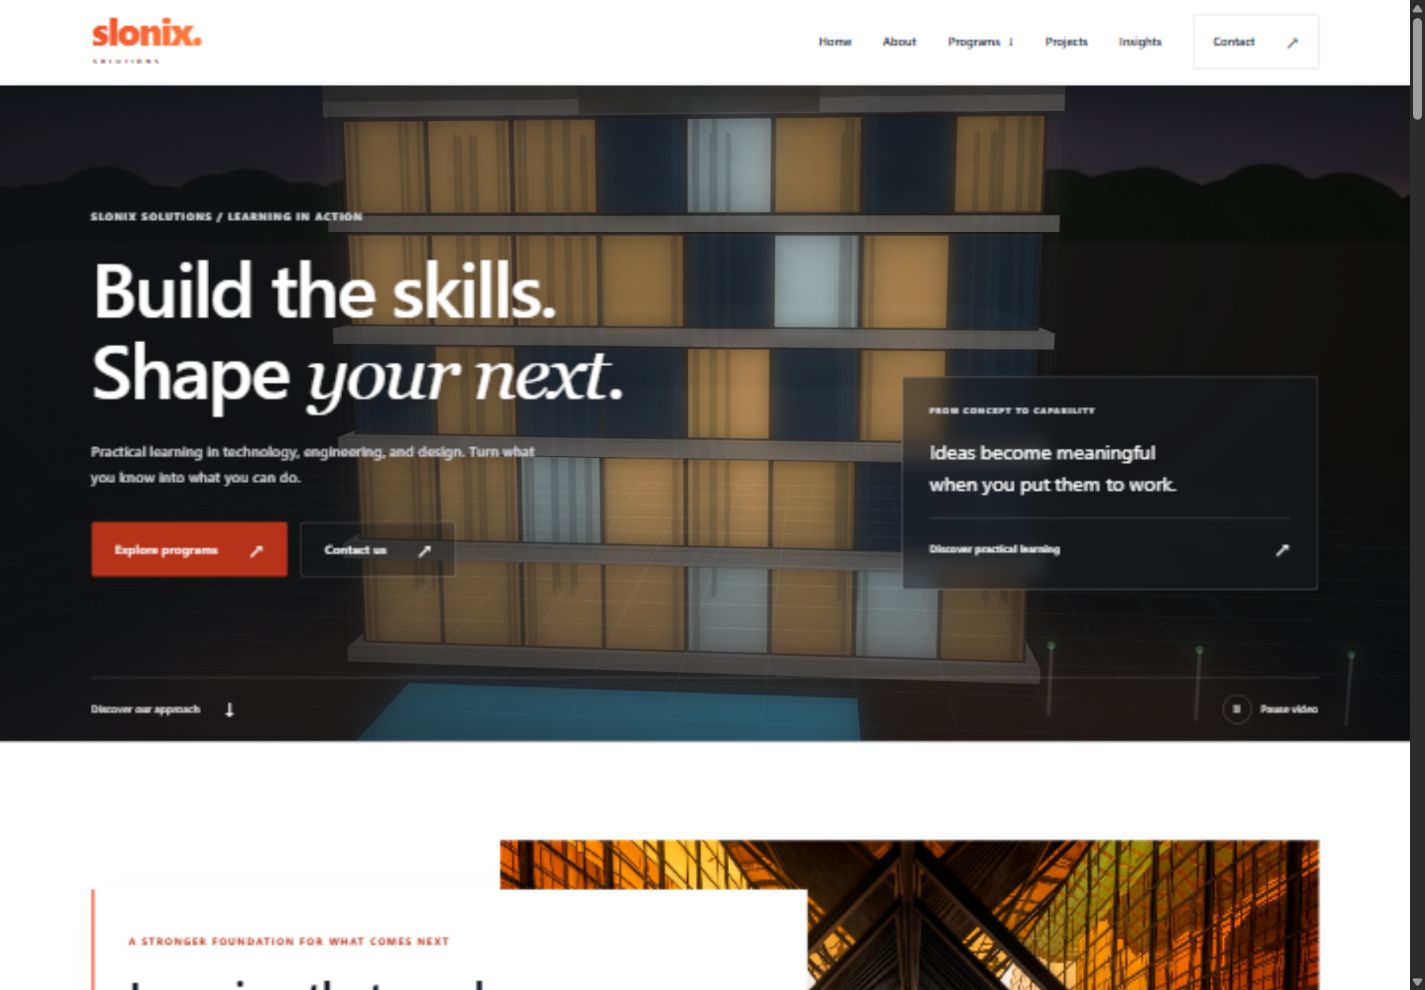 slonix.
SOLUTIONS
Home
About
Programs ↓
Projects
Insights
Contact ↗
SLONIX SOLUTIONS / LEARNING IN ACTION
Build the skills.
Shape your next.
Practical learning in technology, engineering, and design. Turn what
you know into what you can do.
Explore programs ↗
Contact us ↗
FROM CONCEPT TO CAPABILITY
Ideas become meaningful
when you put them to work.
Discover practical learning ↗
Discover our approach ↓
Pause video
A STRONGER FOUNDATION FOR WHAT COMES NEXT